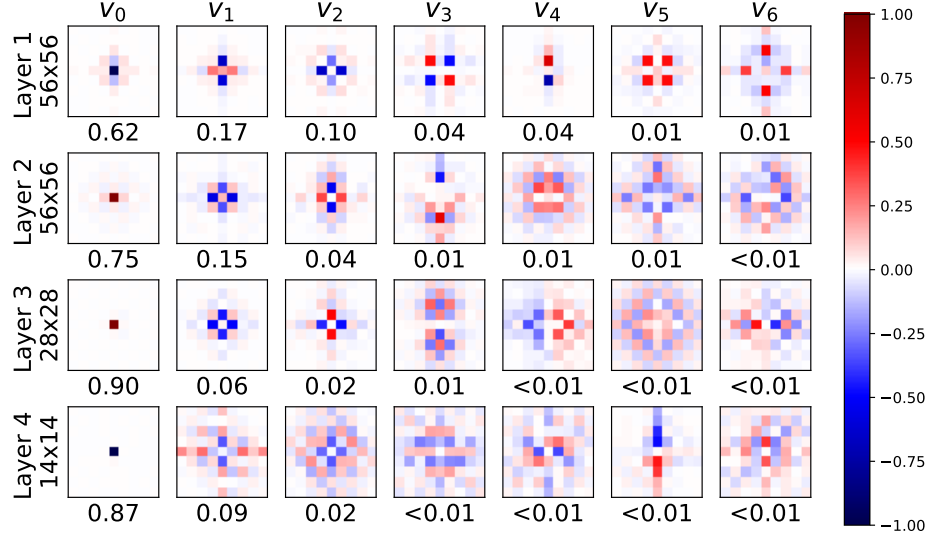 v₀ v₁ v₂ v₃ v₄ v₅ v₆
Layer 1
56x56
0.62 0.17 0.10 0.04 0.04 0.01 0.01
Layer 2
56x56
0.75 0.15 0.04 0.01 0.01 0.01 <0.01
Layer 3
28x28
0.90 0.06 0.02 0.01 <0.01 <0.01 <0.01
Layer 4
14x14
0.87 0.09 0.02 <0.01 <0.01 <0.01 <0.01
1.00
0.75
0.50
0.25
0.00
−0.25
−0.50
−0.75
−1.00